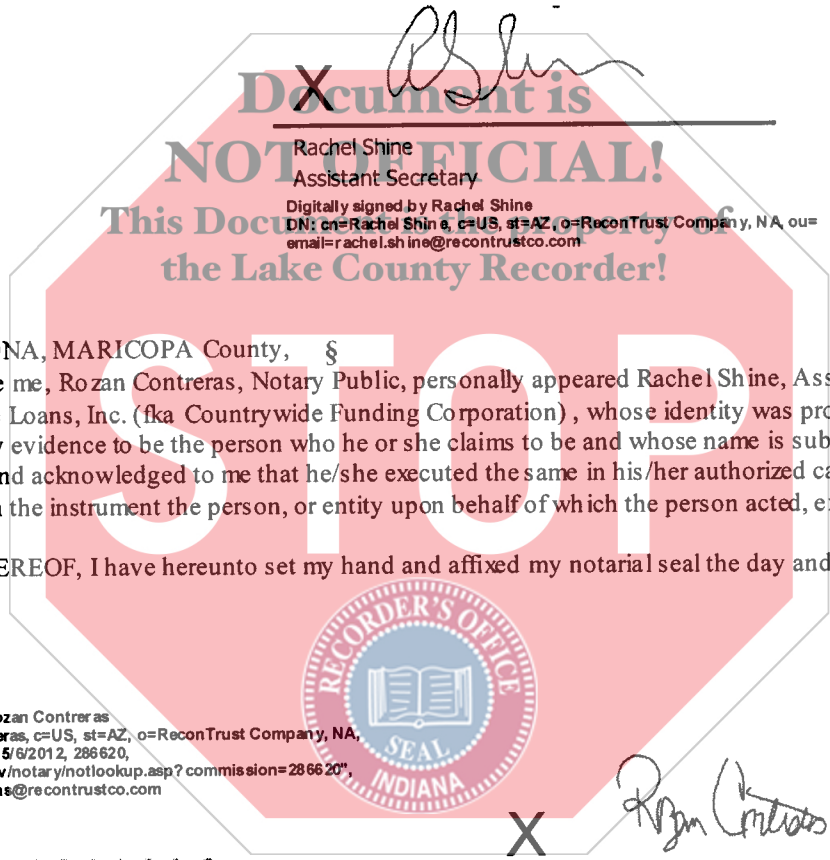 X RShine
Document is
NOT OFFICIAL!
This Document is the property of
the Lake County Recorder!
Rachel Shine
Assistant Secretary
Digitally signed by Rachel Shine
DN: cn=Rachel Shine, c=US, st=AZ, o=ReconTrust Company, NA, ou=
email=rachel.shine@recontrustco.com
NA, MARICOPA County, §
e me, Rozan Contreras, Notary Public, personally appeared Rachel Shine, Ass
Loans, Inc. (fka Countrywide Funding Corporation) , whose identity was pro
y evidence to be the person who he or she claims to be and whose name is sub
nd acknowledged to me that he/she executed the same in his/her authorized ca
the instrument the person, or entity upon behalf of which the person acted, e
STOP
EREOF, I have hereunto set my hand and affixed my notarial seal the day and
RECORDER'S OFFICE
SEAL
INDIANA
ozan Contreras
eras, c=US, st=AZ, o=ReconTrust Company, NA,
5/6/2012, 286620,
v/notary/notlookup.asp?commission=286620",
as@recontrustco.com
X Rozan Contreras